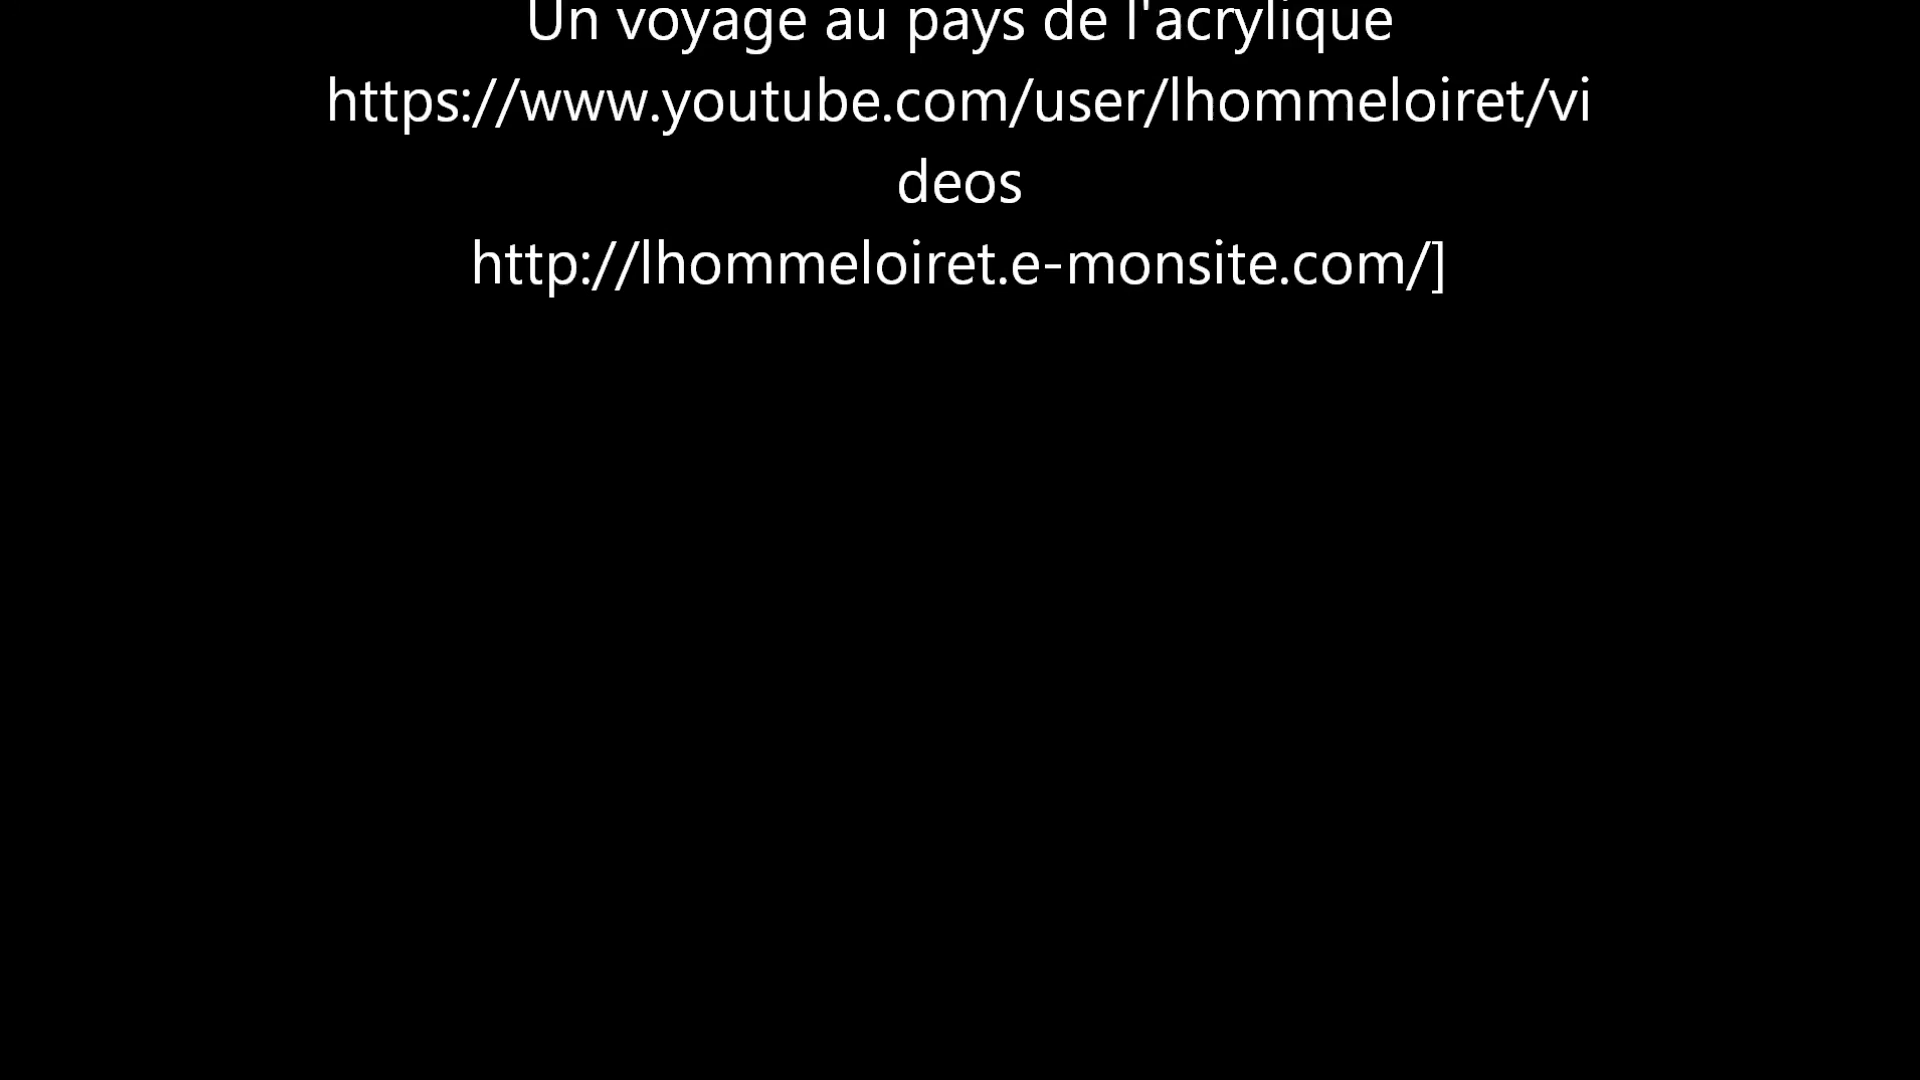 Un voyage au pays de l'acrylique
https://www.youtube.com/user/lhommeloiret/vi
deos
http://lhommeloiret.e-monsite.com/]